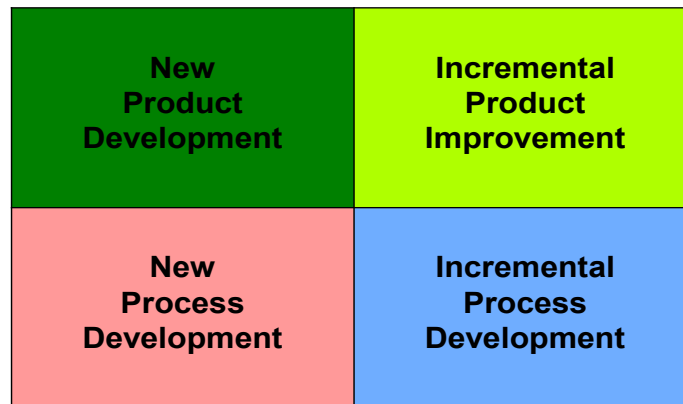 New
Product
Development
Incremental
Product
Improvement
New
Process
Development
Incremental
Process
Development